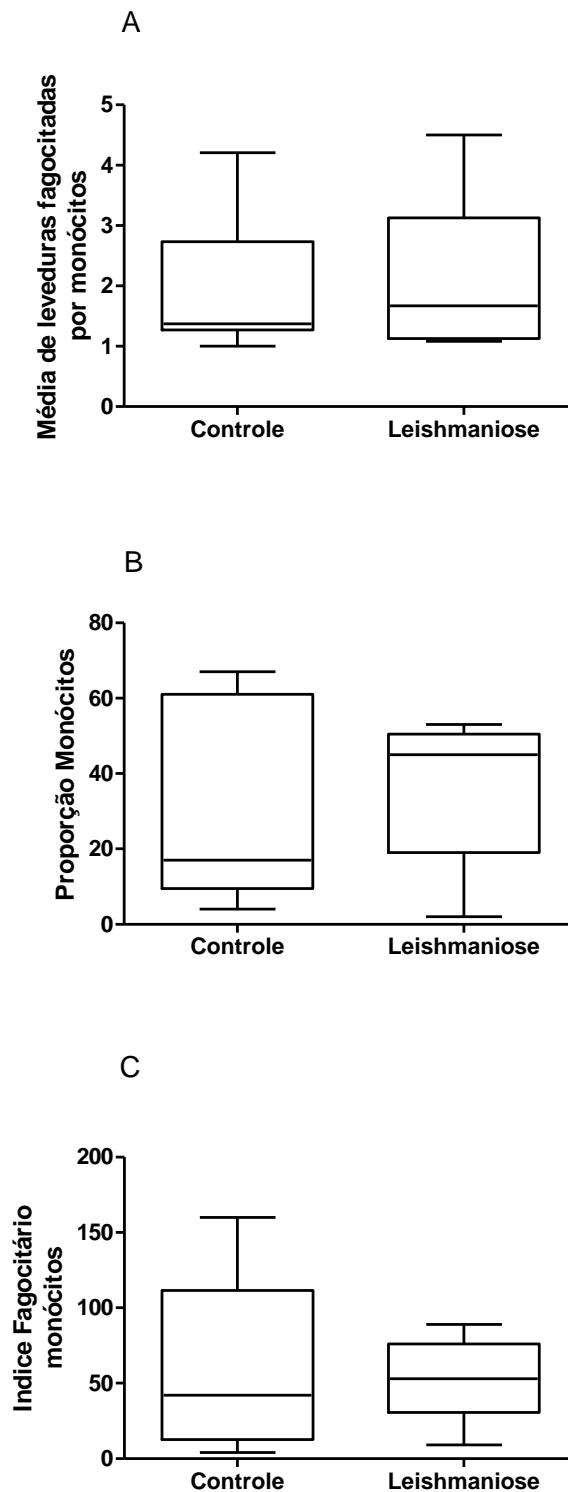 A
Média de leveduras fagocitadas
por monócitos
5
4
3
2
1
0
Controle
Leishmaniose
B
Proporção Monócitos
80
60
40
20
0
Controle
Leishmaniose
C
Indice Fagocitário
monócitos
200
150
100
50
0
Controle
Leishmaniose